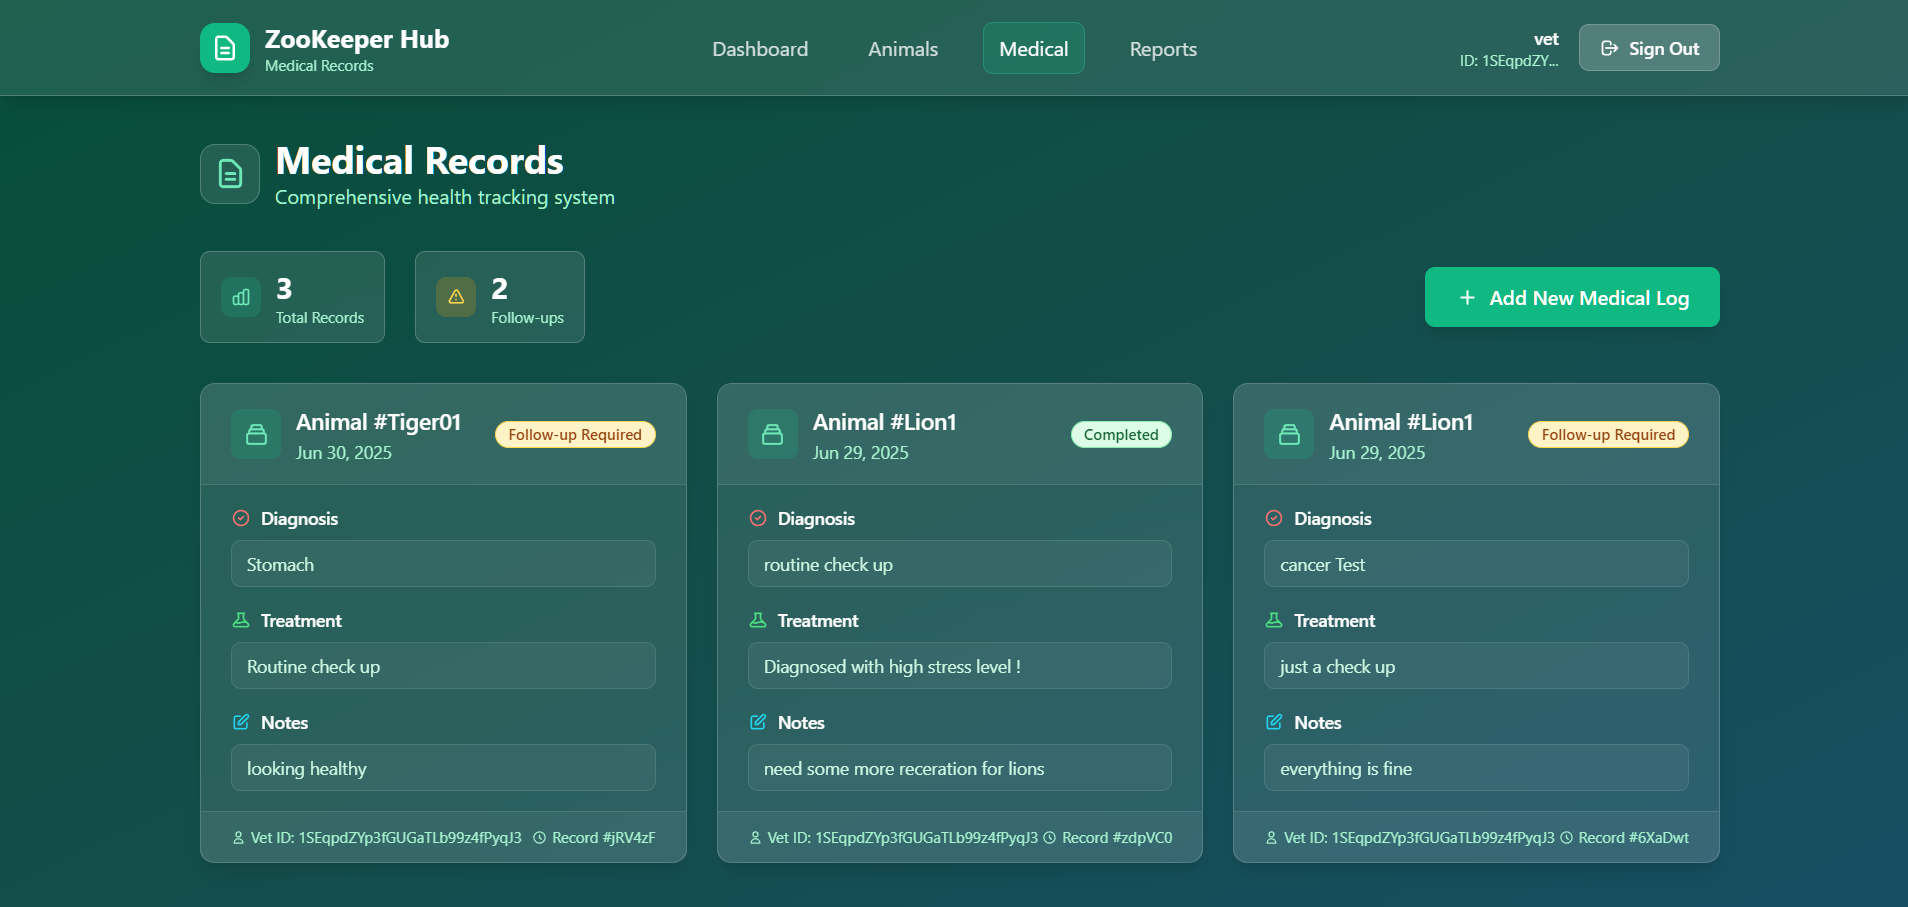 ZooKeeper Hub
Medical Records
Dashboard
Animals
Medical
Reports
vet
ID: 1SEqpdZY...
Sign Out
Medical Records
Comprehensive health tracking system
3
Total Records
2
Follow-ups
+ Add New Medical Log
Animal #Tiger01
Jun 30, 2025
Follow-up Required
Diagnosis
Stomach
Treatment
Routine check up
Notes
looking healthy
Vet ID: 1SEqpdZYp3fGUGaTLb99z4fPyqJ3
Record #jRV4zF
Animal #Lion1
Jun 29, 2025
Completed
Diagnosis
routine check up
Treatment
Diagnosed with high stress level !
Notes
need some more receration for lions
Vet ID: 1SEqpdZYp3fGUGaTLb99z4fPyqJ3
Record #zdpVC0
Animal #Lion1
Jun 29, 2025
Follow-up Required
Diagnosis
cancer Test
Treatment
just a check up
Notes
everything is fine
Vet ID: 1SEqpdZYp3fGUGaTLb99z4fPyqJ3
Record #6XaDwt